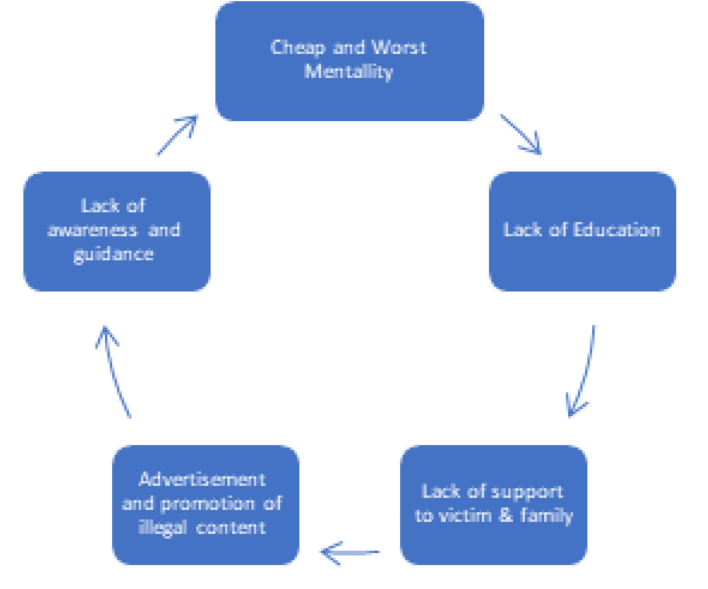 Cheap and Worst
Mentallity
Lack of Education
Lack of support
to victim & family
Advertisement
and promotion of
illegal content
Lack of
awareness and
guidance